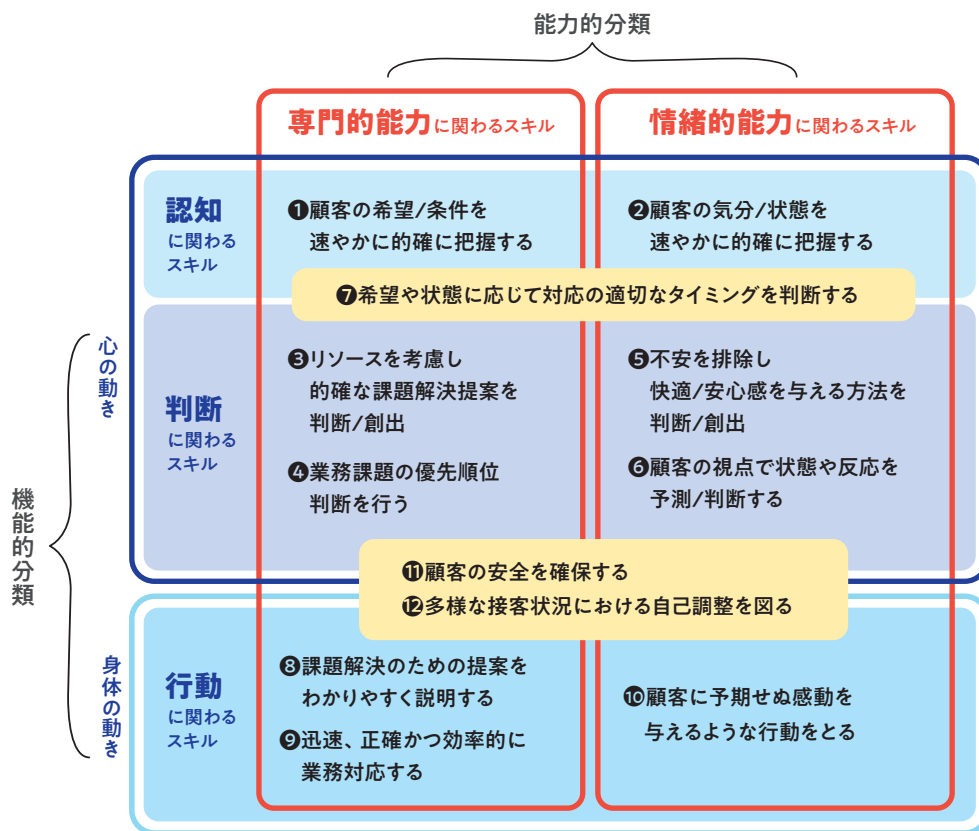 能力的分類
専門的能力に関わるスキル
情緒的能力に関わるスキル
機能的分類
心の動き
認知
に関わる
スキル
❶顧客の希望/条件を
速やかに的確に把握する
❷顧客の気分/状態を
速やかに的確に把握する
❼希望や状態に応じて対応の適切なタイミングを判断する
判断
に関わる
スキル
❸リソースを考慮し
的確な課題解決提案を
判断/創出
❹業務課題の優先順位
判断を行う
❺不安を排除し
快適/安心感を与える方法を
判断/創出
❻顧客の視点で状態や反応を
予測/判断する
⓫顧客の安全を確保する
⓬多様な接客状況における自己調整を図る
身体の動き
行動
に関わる
スキル
❽課題解決のための提案を
わかりやすく説明する
❾迅速、正確かつ効率的に
業務対応する
❿顧客に予期せぬ感動を
与えるような行動をとる